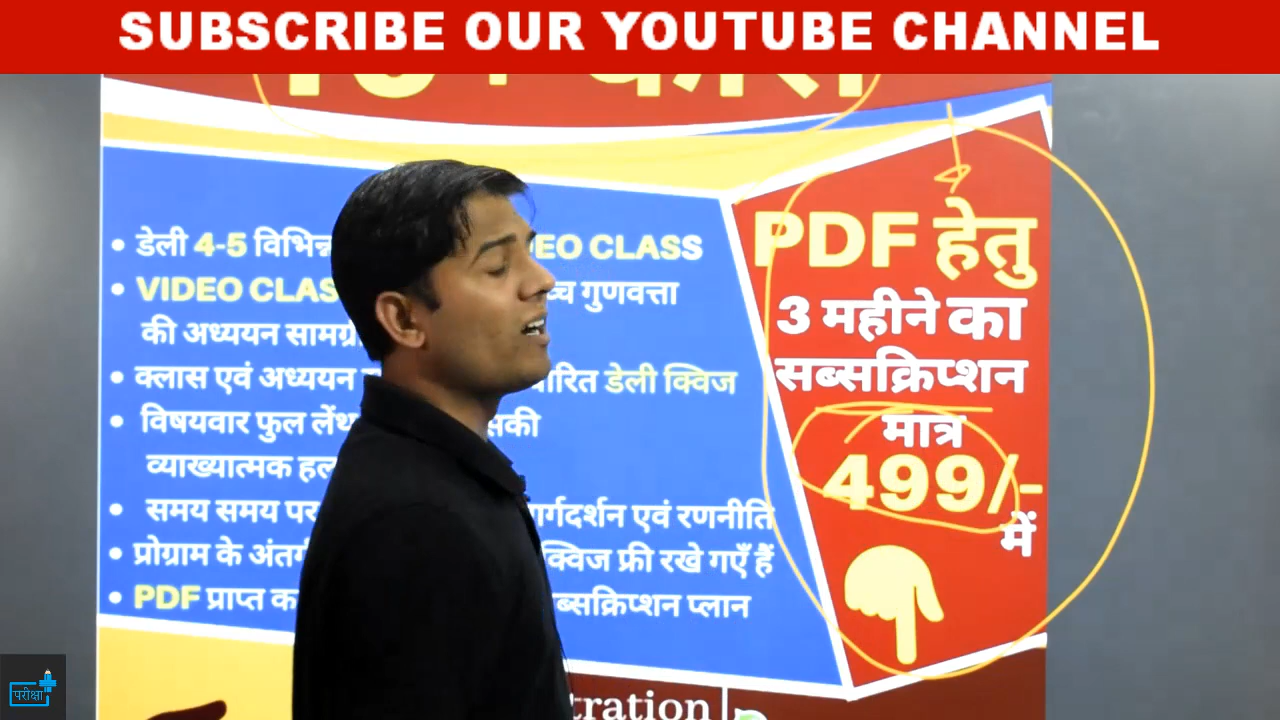 SUBSCRIBE OUR YOUTUBE CHANNEL
• डेली 4-5 विभिन्न EO CLASS
• VIDEO CLAS च्च गुणवत्ता
की अध्ययन सामग्री
• क्लास एवं अध्ययन धारित डेली क्विज
• विषयवार फुल लेंथ सकी
व्याख्यात्मक हल
• समय समय पर र्गदर्शन एवं रणनीति
• प्रोग्राम के अंतर्गत क्विज फ्री रखे गएँ हैं
• PDF प्राप्त क ब्सक्रिप्शन प्लान
PDF हेतु
3 महीने का
सब्सक्रिप्शन
मात्र
499/-
में
tration
परीक्षा